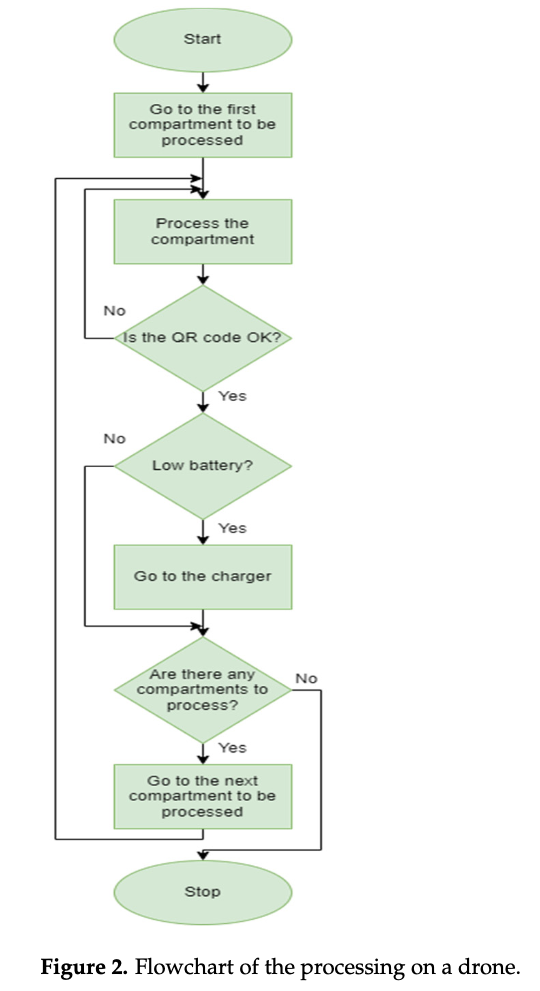 Start
Go to the first
compartment to be
processed
Process the
compartment
No
Is the QR code OK?
Yes
No
Low battery?
Yes
Go to the charger
Are there any
compartments to
process?
No
Yes
Go to the next
compartment to be
processed
Stop
Figure 2. Flowchart of the processing on a drone.